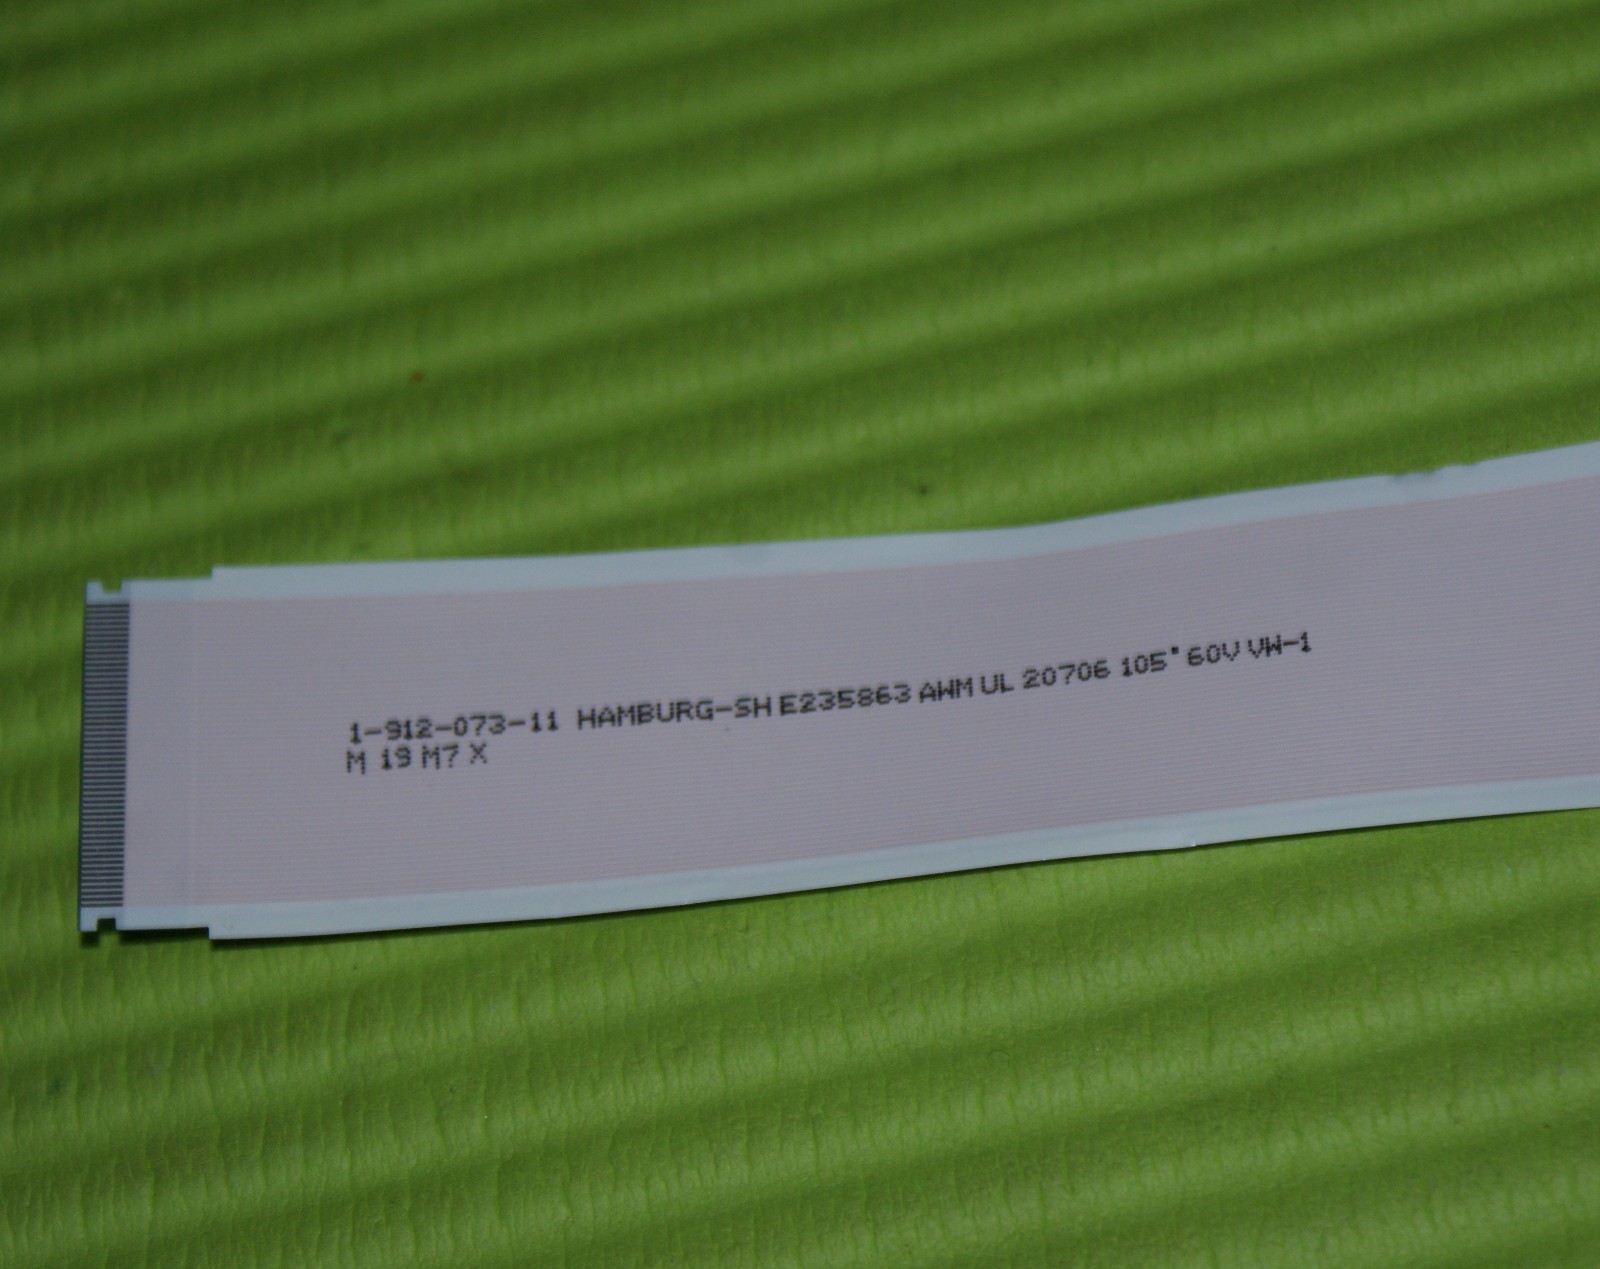 1-912-073-11 HAMBURG-SH E235863 AWM UL 20706 105° 60V VW-1
M 19 M7 X